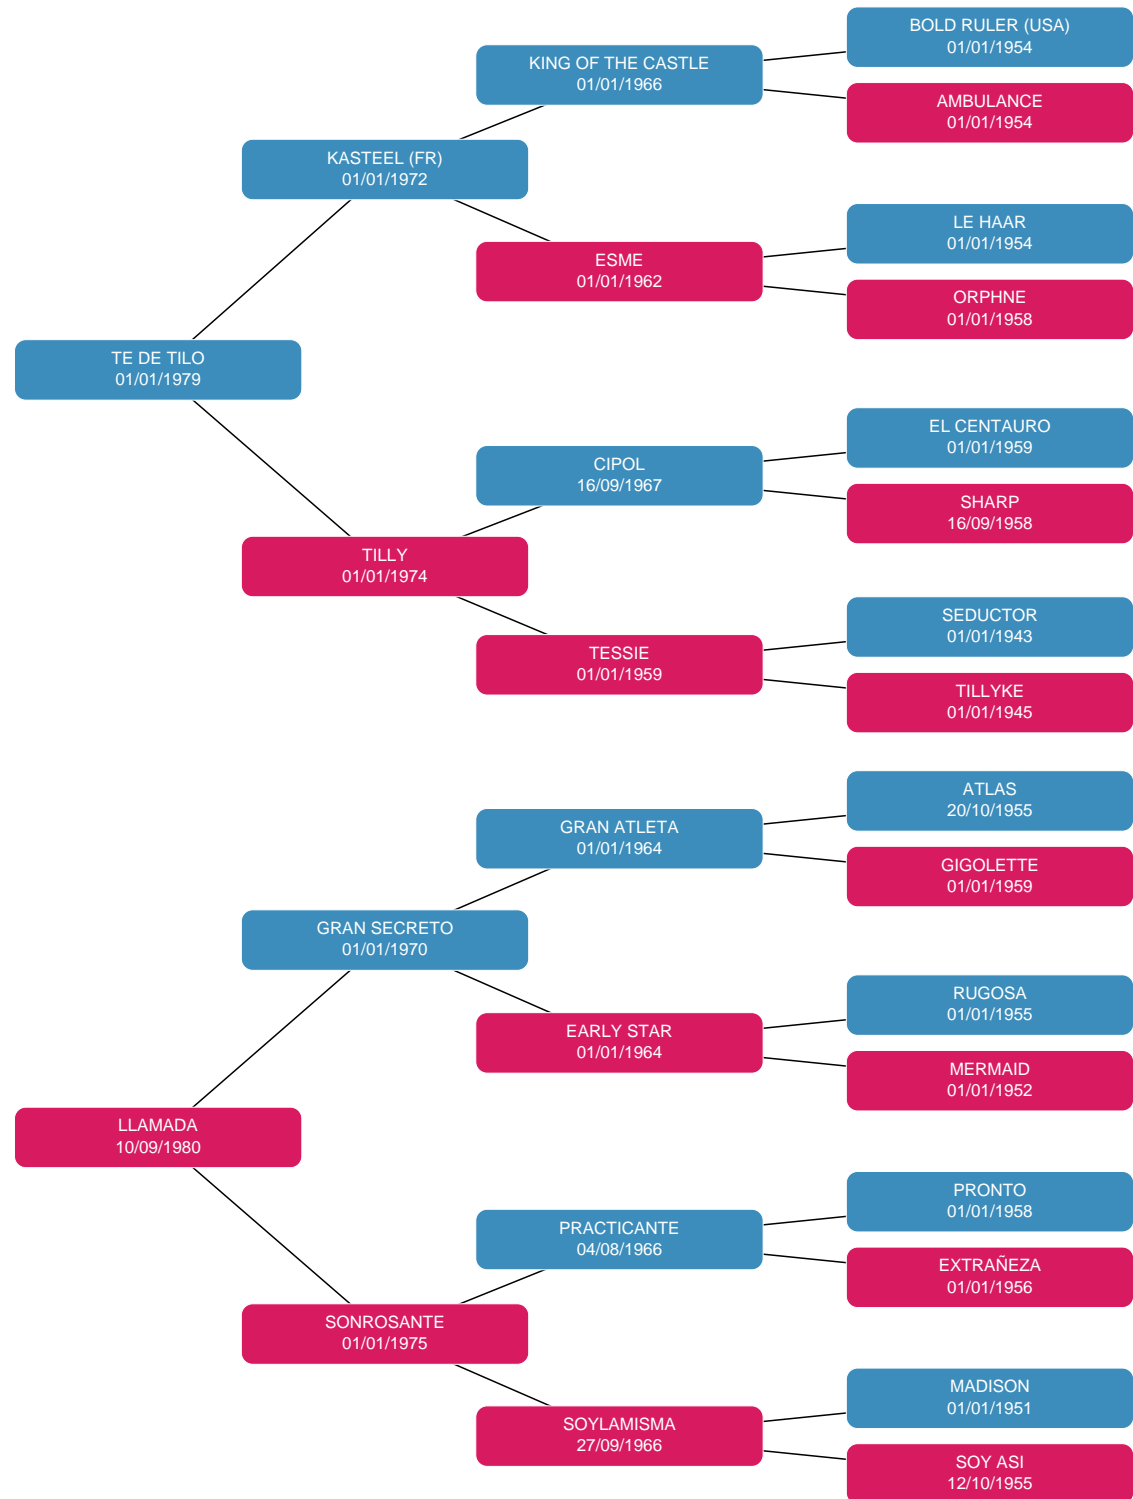 BOLD RULER (USA)
01/01/1954
KING OF THE CASTLE
01/01/1966
AMBULANCE
01/01/1954
KASTEEL (FR)
01/01/1972
LE HAAR
01/01/1954
ESME
01/01/1962
ORPHNE
01/01/1958
TE DE TILO
01/01/1979
EL CENTAURO
01/01/1959
CIPOL
16/09/1967
SHARP
16/09/1958
TILLY
01/01/1974
SEDUCTOR
01/01/1943
TESSIE
01/01/1959
TILLYKE
01/01/1945
ATLAS
20/10/1955
GRAN ATLETA
01/01/1964
GIGOLETTE
01/01/1959
GRAN SECRETO
01/01/1970
RUGOSA
01/01/1955
EARLY STAR
01/01/1964
MERMAID
01/01/1952
LLAMADA
10/09/1980
PRONTO
01/01/1958
PRACTICANTE
04/08/1966
EXTRAÑEZA
01/01/1956
SONROSANTE
01/01/1975
MADISON
01/01/1951
SOYLAMISMA
27/09/1966
SOY ASI
12/10/1955